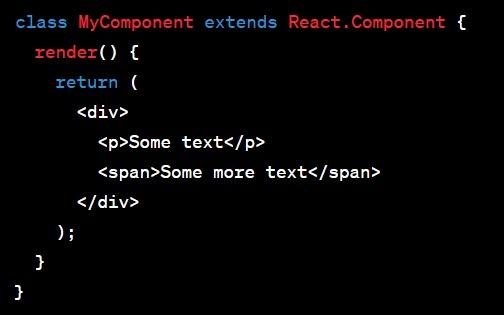 class MyComponent extends React.Component {
  render() {
    return (
      <div>
        <p>Some text</p>
        <span>Some more text</span>
      </div>
    );
  }
}